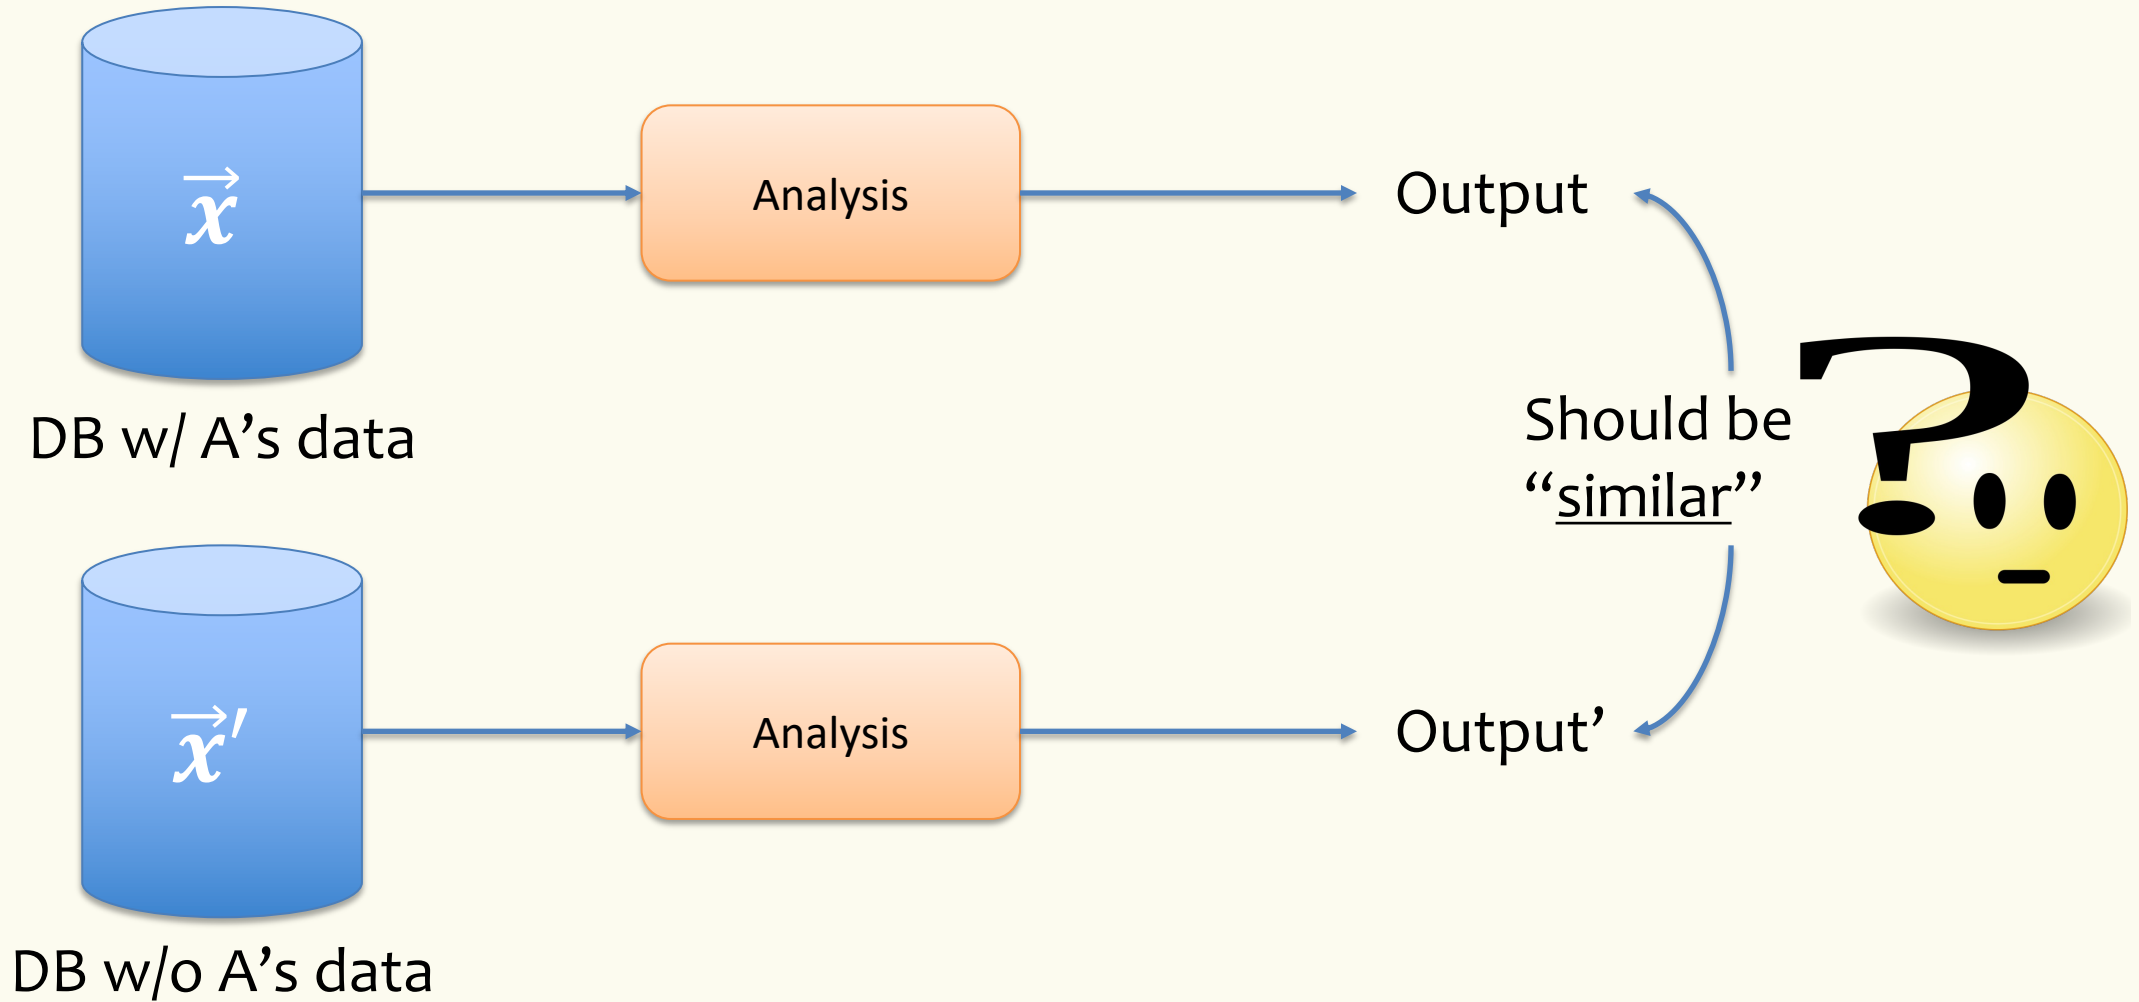 x⃗
Analysis
Output
DB w/ A’s data
Should be
“similar”
?
x⃗′
Analysis
Output’
DB w/o A’s data